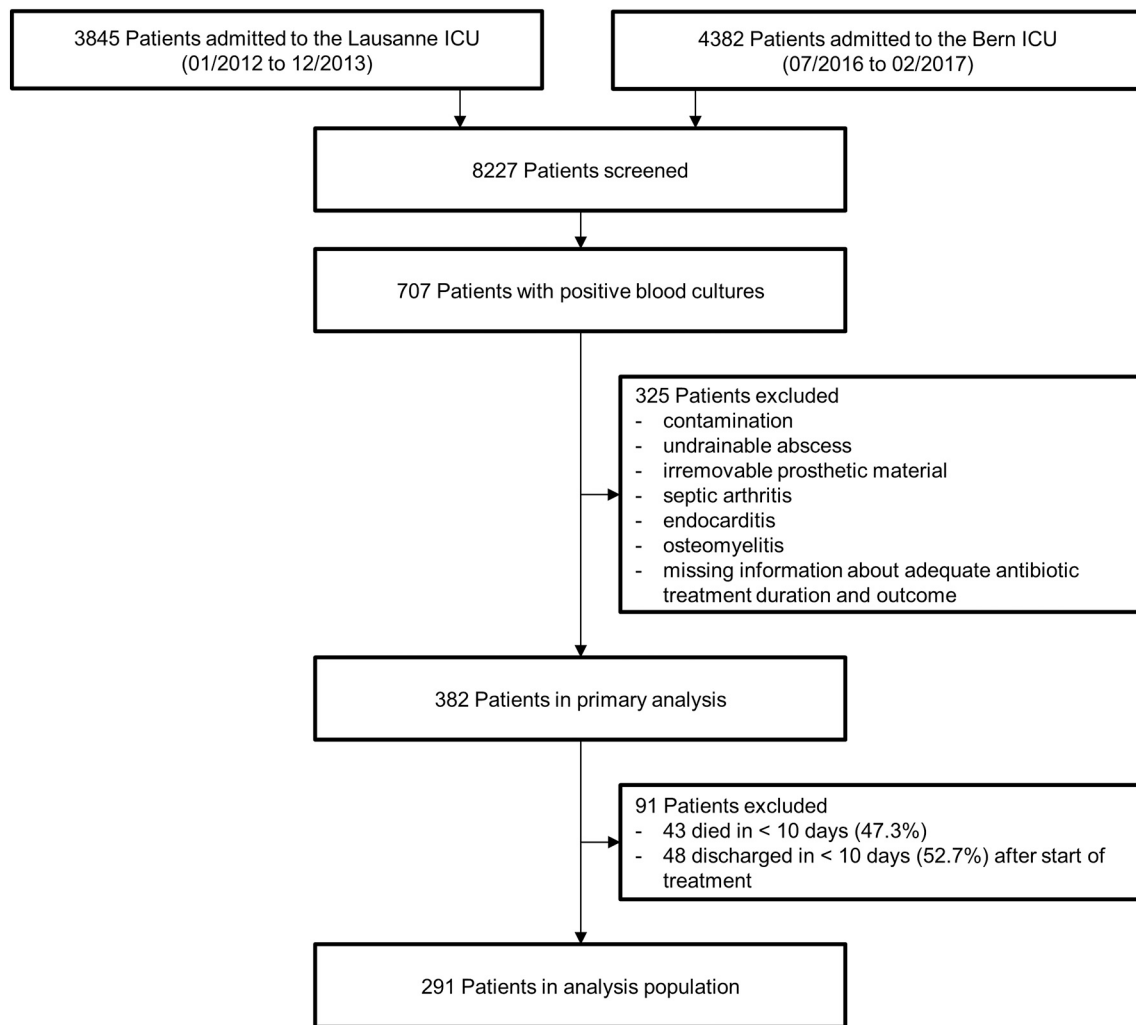 3845 Patients admitted to the Lausanne ICU
(01/2012 to 12/2013)
4382 Patients admitted to the Bern ICU
(07/2016 to 02/2017)
8227 Patients screened
707 Patients with positive blood cultures
325 Patients excluded
- contamination
- undrainable abscess
- irremovable prosthetic material
- septic arthritis
- endocarditis
- osteomyelitis
- missing information about adequate antibiotic
treatment duration and outcome
382 Patients in primary analysis
91 Patients excluded
- 43 died in < 10 days (47.3%)
- 48 discharged in < 10 days (52.7%) after start of
treatment
291 Patients in analysis population